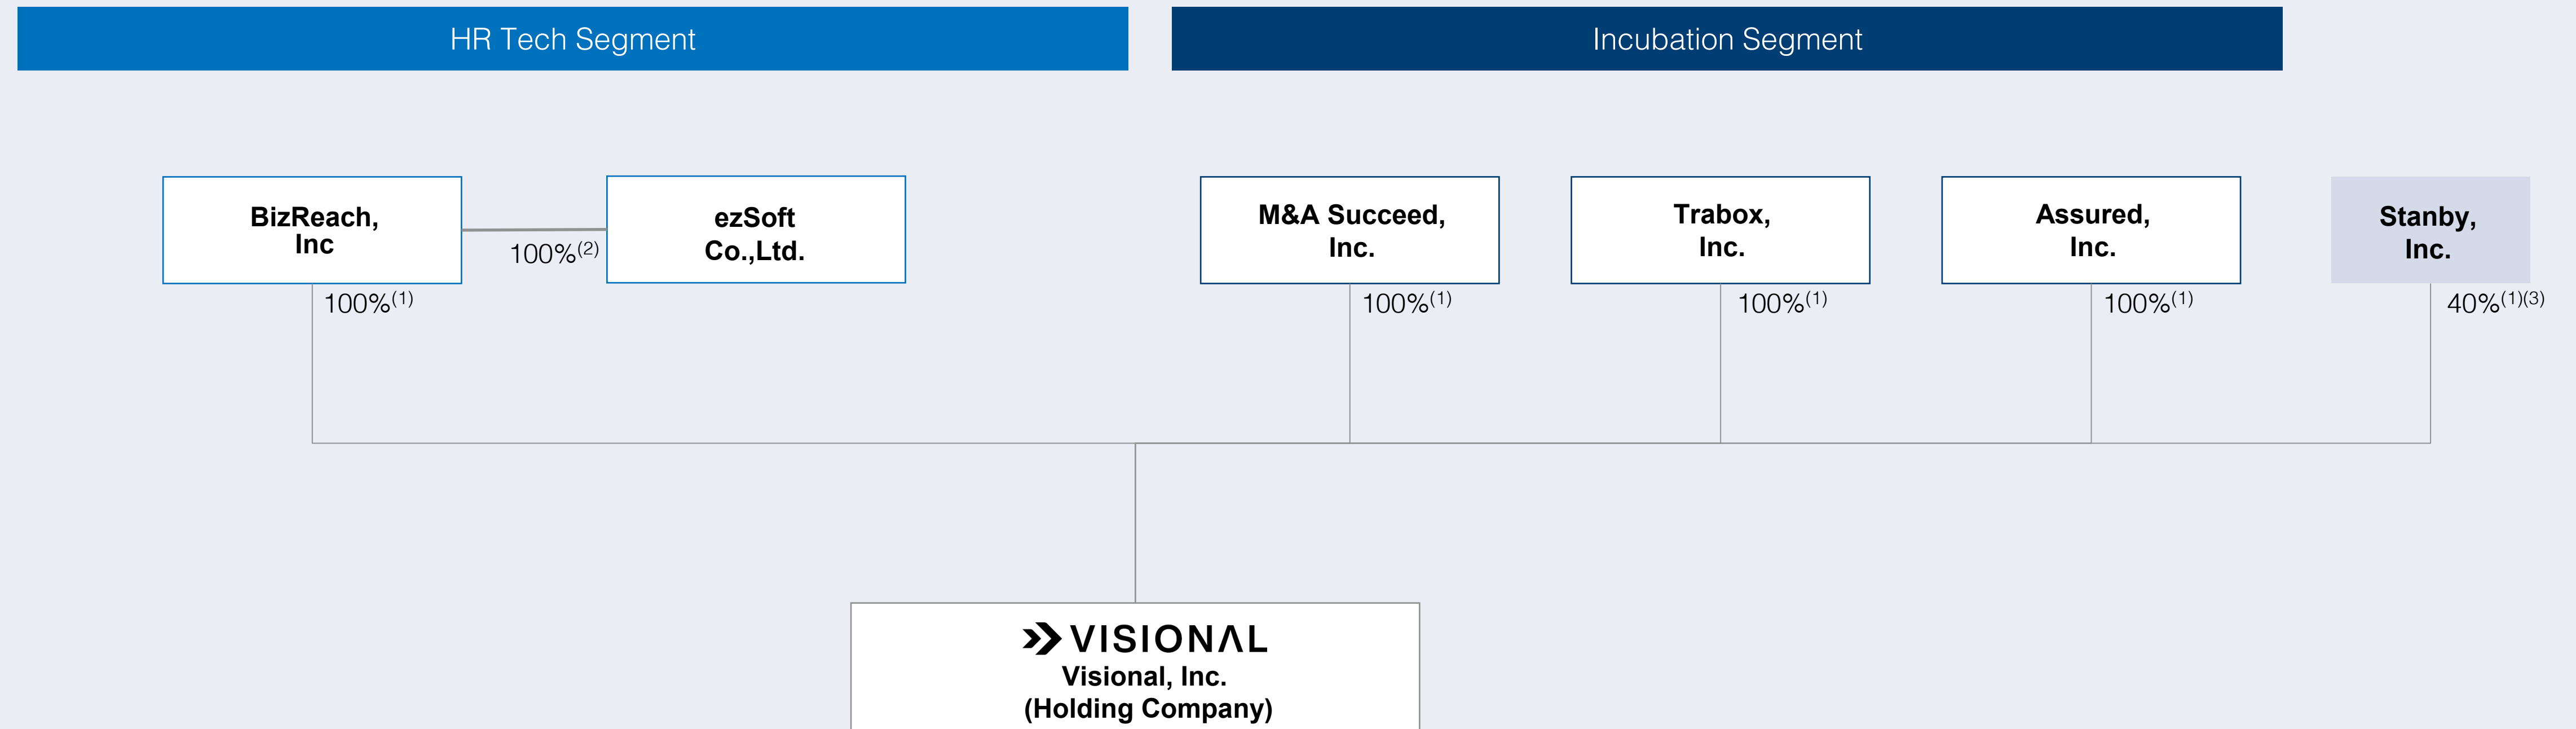 HR Tech Segment
Incubation Segment
BizReach,
Inc
100%(2)
ezSoft
Co.,Ltd.
M&A Succeed,
Inc.
Trabox,
Inc.
Assured,
Inc.
Stanby,
Inc.
100%(1)
100%(1)
100%(1)
100%(1)
40%(1)(3)
VISIONAL
Visional, Inc.
(Holding Company)